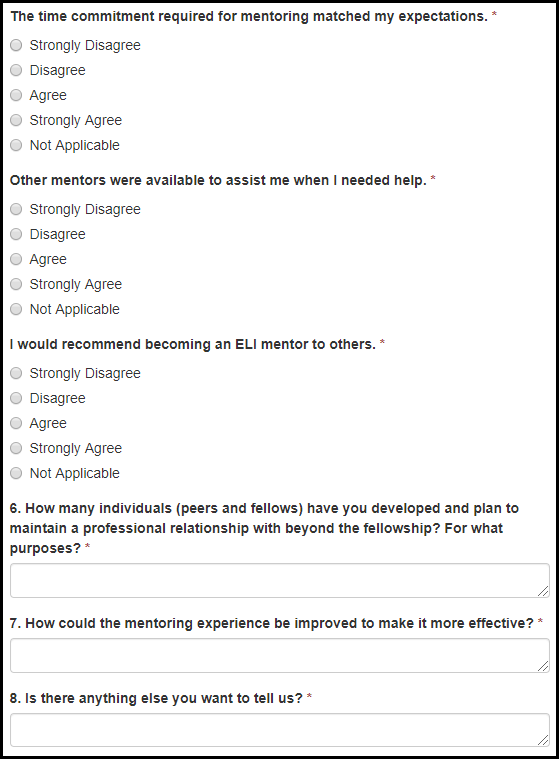 The time commitment required for mentoring matched my expectations. *
Strongly Disagree
Disagree
Agree
Strongly Agree
Not Applicable
Other mentors were available to assist me when I needed help. *
Strongly Disagree
Disagree
Agree
Strongly Agree
Not Applicable
I would recommend becoming an ELI mentor to others. *
Strongly Disagree
Disagree
Agree
Strongly Agree
Not Applicable
6. How many individuals (peers and fellows) have you developed and plan to
maintain a professional relationship with beyond the fellowship? For what
purposes? *
7. How could the mentoring experience be improved to make it more effective? *
8. Is there anything else you want to tell us? *